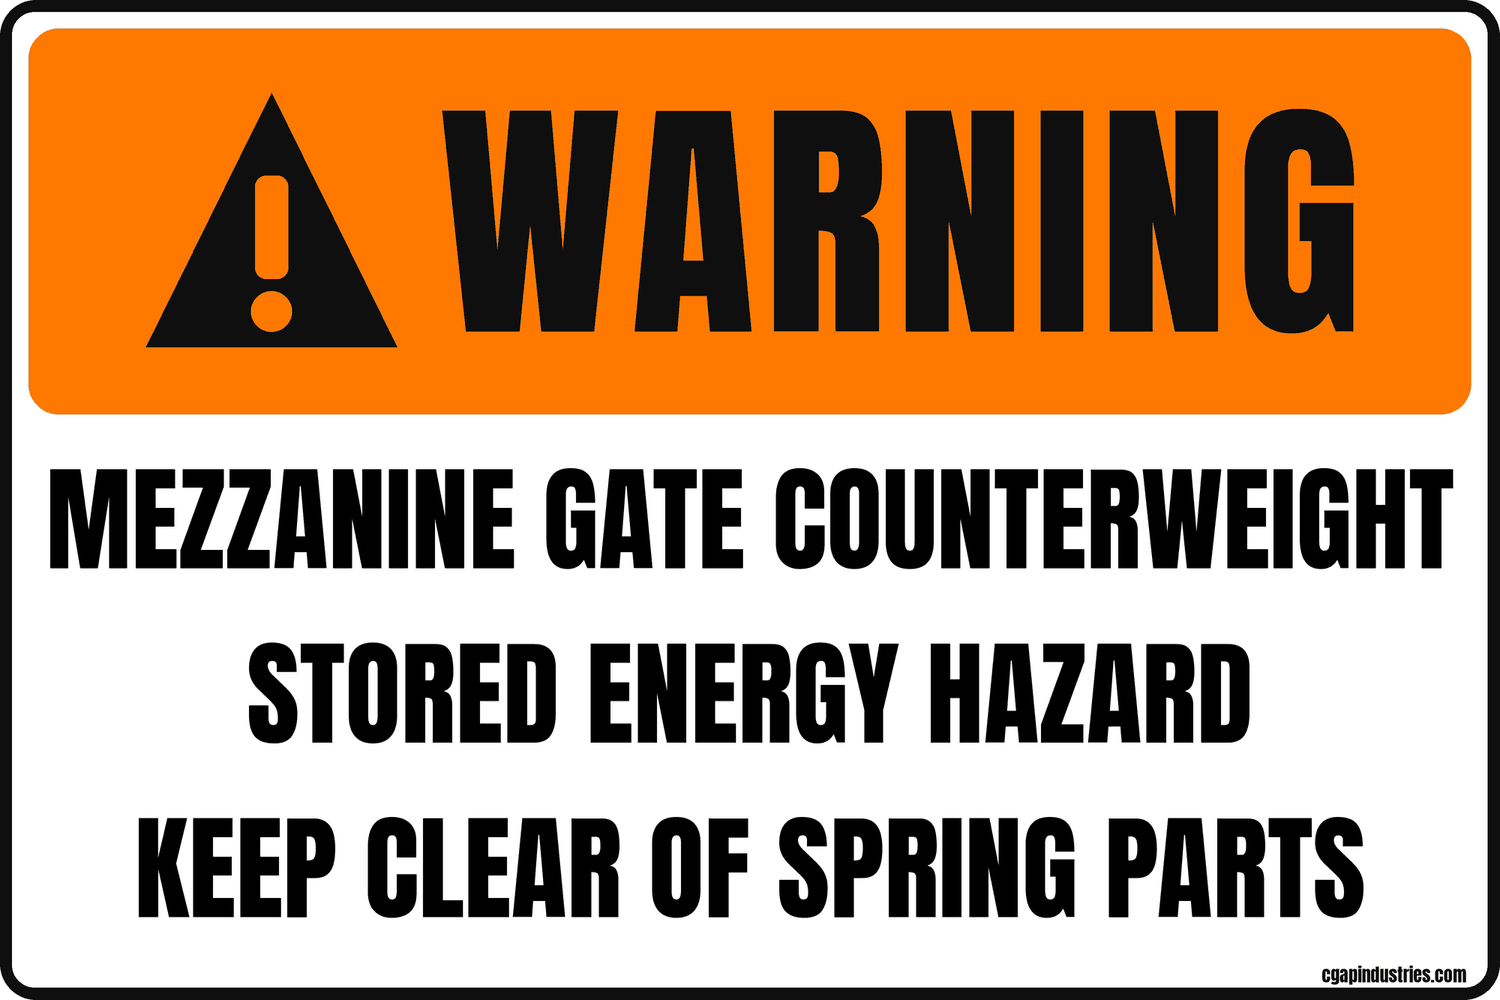 WARNING
MEZZANINE GATE COUNTERWEIGHT
STORED ENERGY HAZARD
KEEP CLEAR OF SPRING PARTS
cgapindustries.com